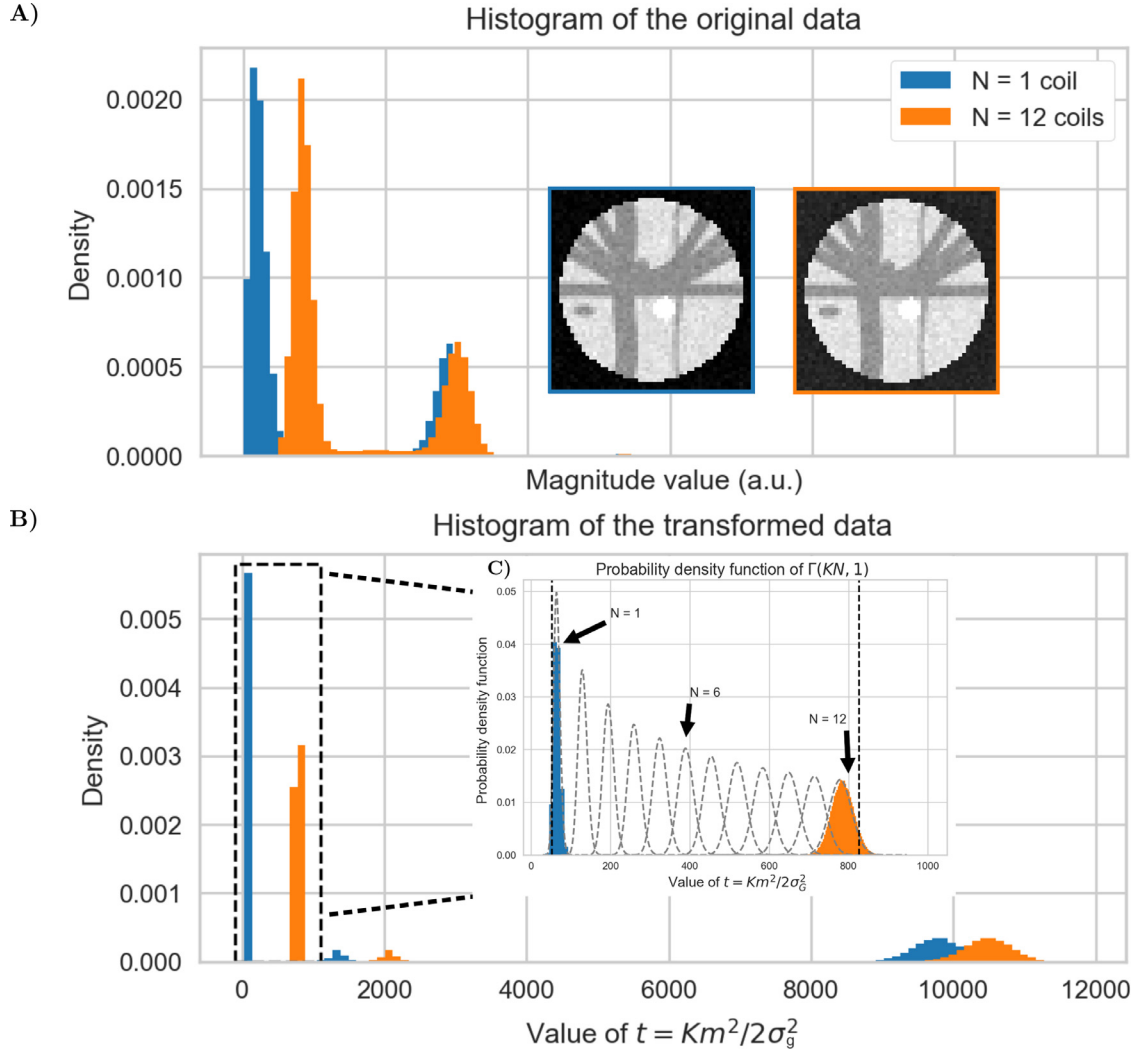 A)
Histogram of the original data
N = 1 coil
N = 12 coils
0.0020
0.0015
0.0010
0.0005
0.0000
Density
Magnitude value (a.u.)
B)
Histogram of the transformed data
0.005
0.004
0.003
0.002
0.001
0.000
Density
0 2000 4000 6000 8000 10000 12000
Value of t = Km²/2σ_g²
C)
Probability density function of Γ(KN, 1)
0.05
0.04
0.03
0.02
0.01
0.00
Probability density function
N = 1
N = 6
N = 12
0 200 400 600 800 1000
Value of t = Km²/2σ_G²